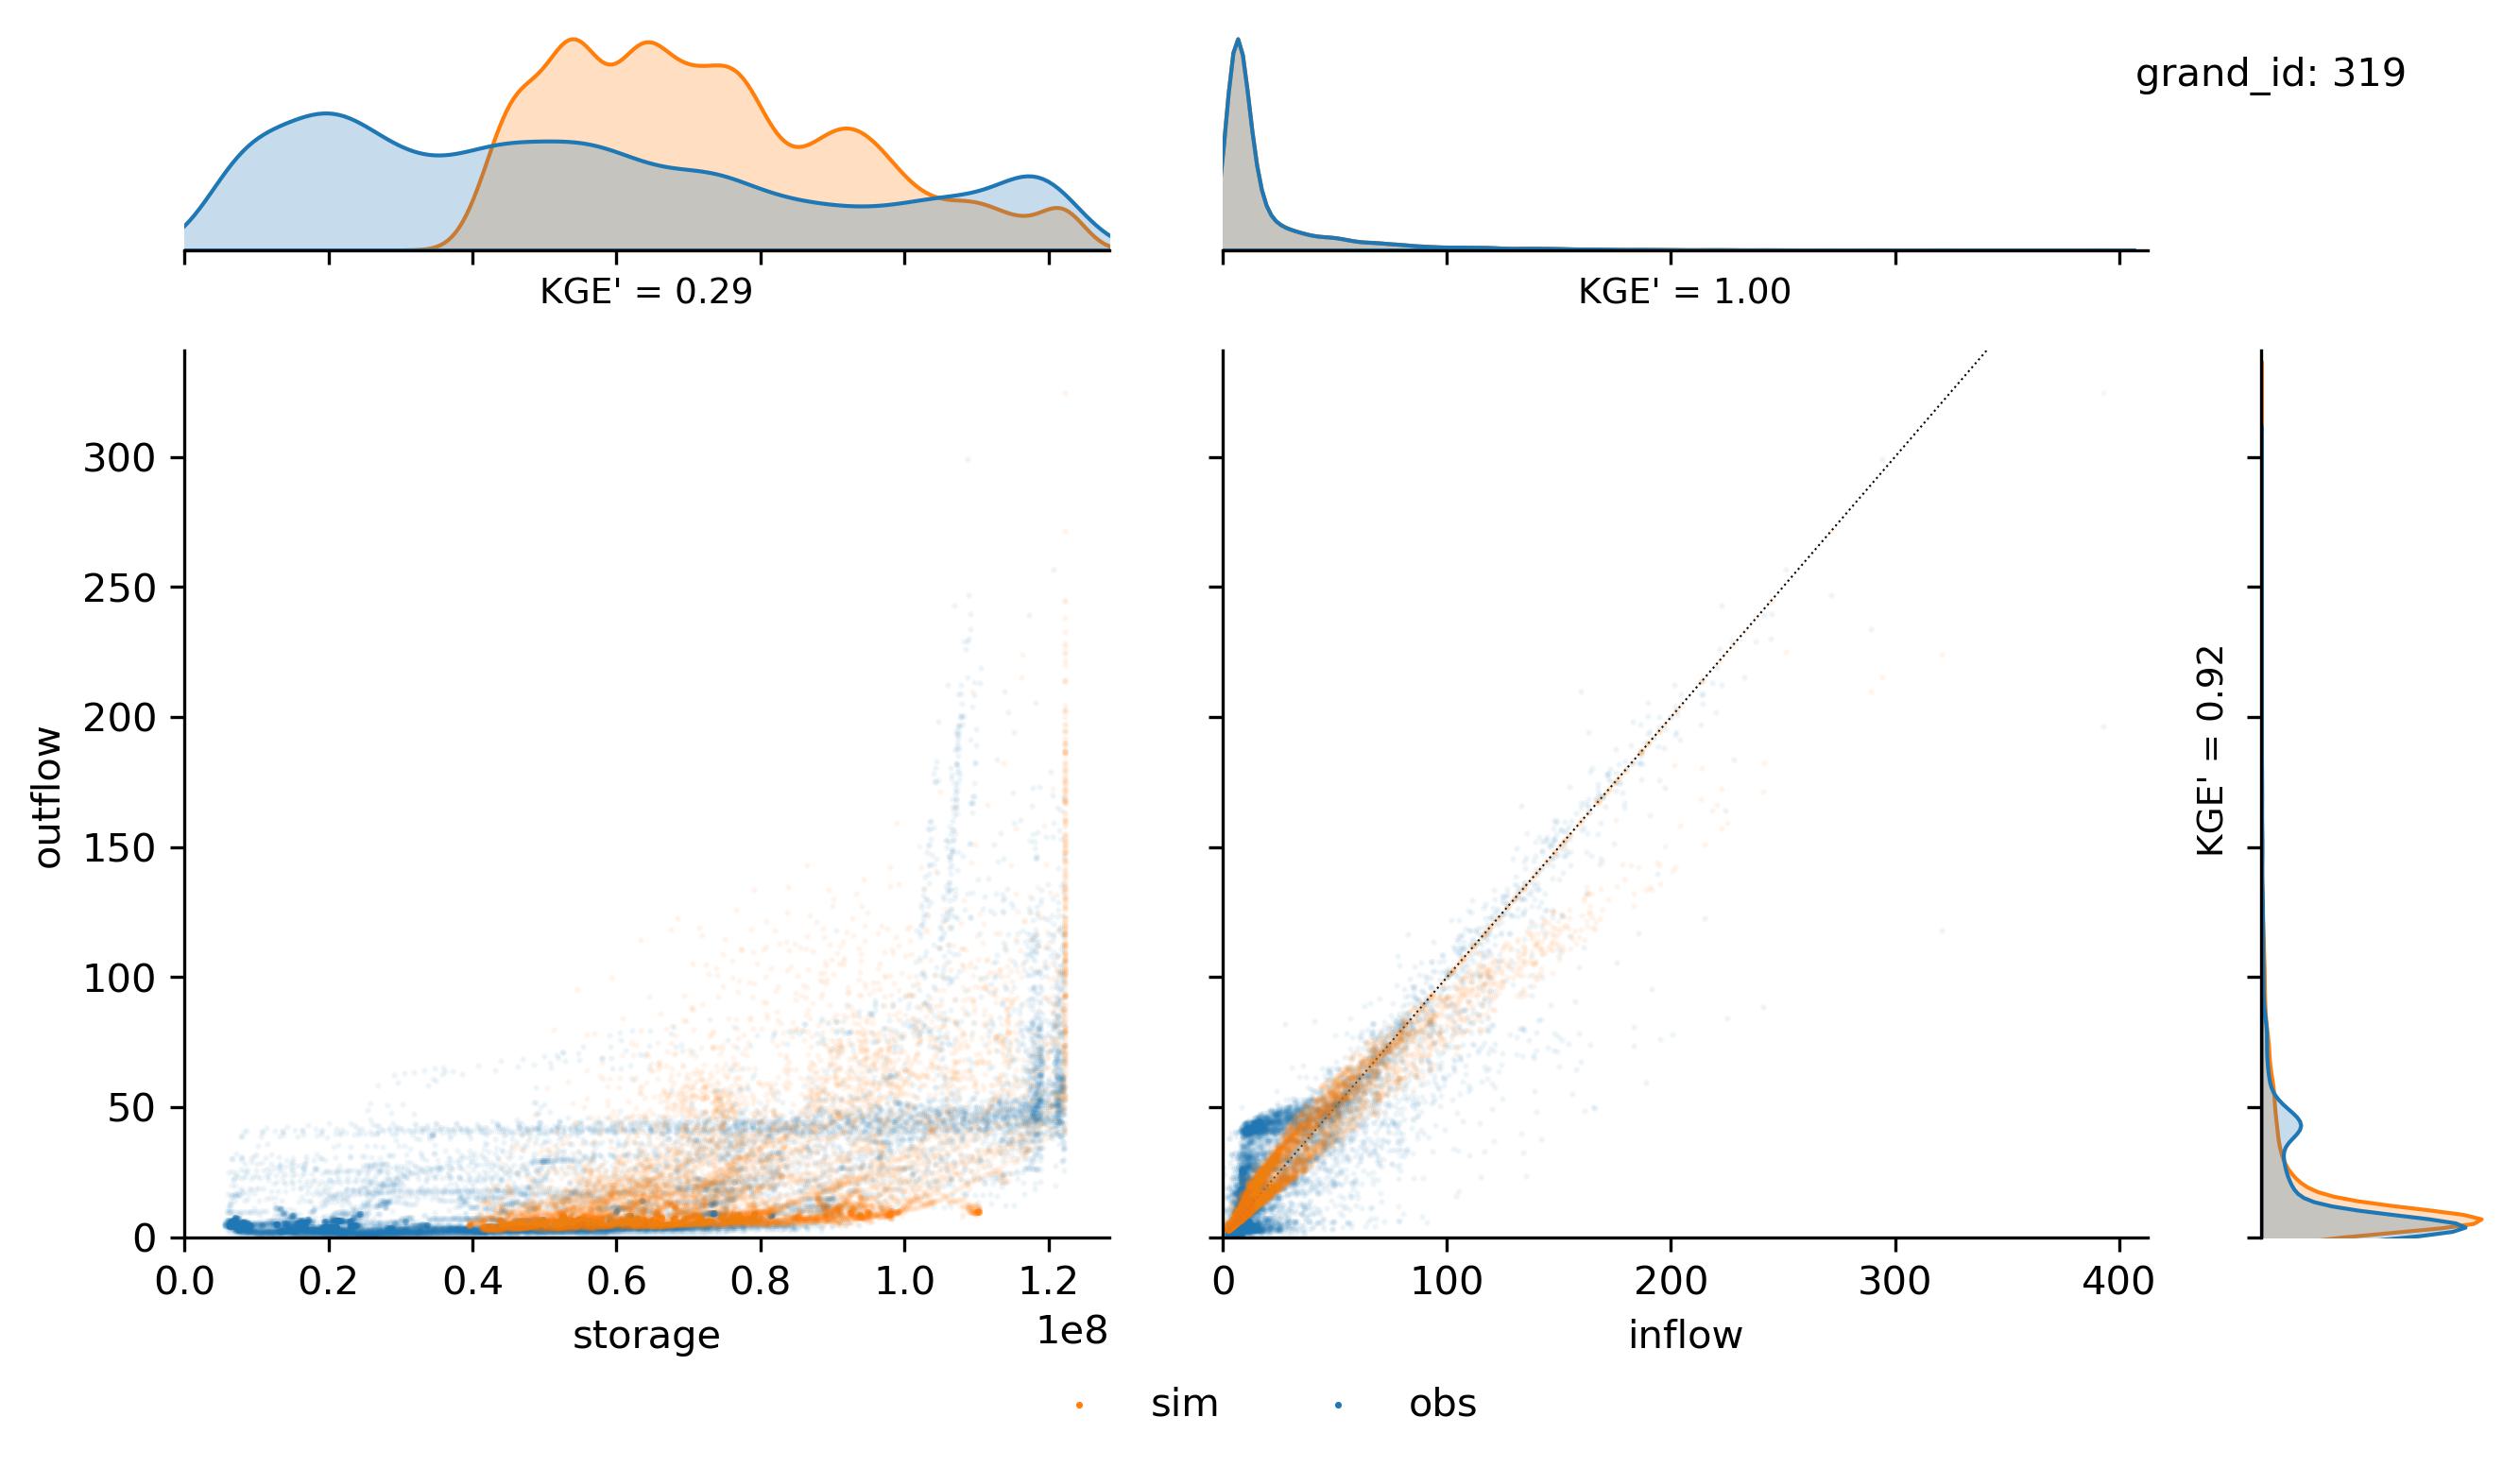 grand_id: 319
KGE' = 0.29
KGE' = 1.00
outflow
300
250
200
150
100
50
0
KGE' = 0.92
0.0 0.2 0.4 0.6 0.8 1.0 1.2
1e8
storage
0 100 200 300 400
inflow
sim obs